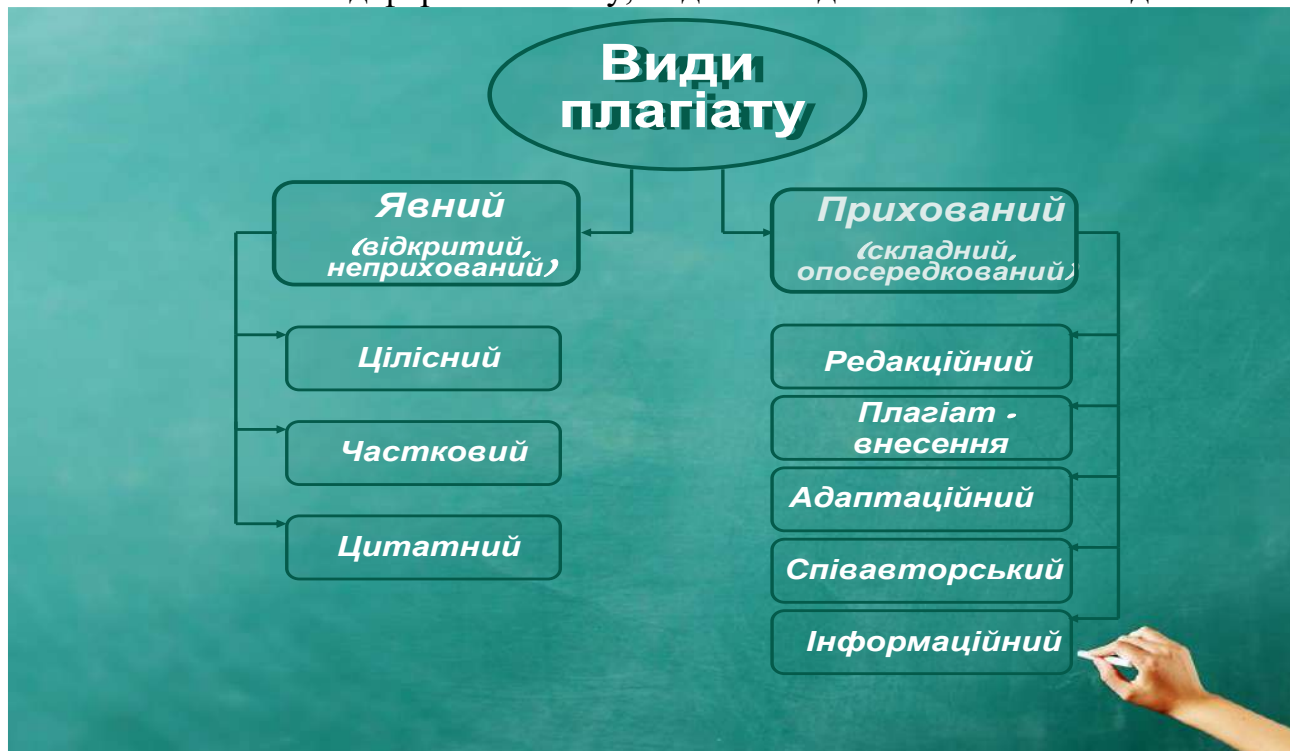 Види
плагіату
Явний
(відкритий,
неприхований)
Цілісний
Частковий
Цитатний
Прихований
(складний,
опосередкований)
Редакційний
Плагіат -
внесення
Адаптаційний
Співавторський
Інформаційний